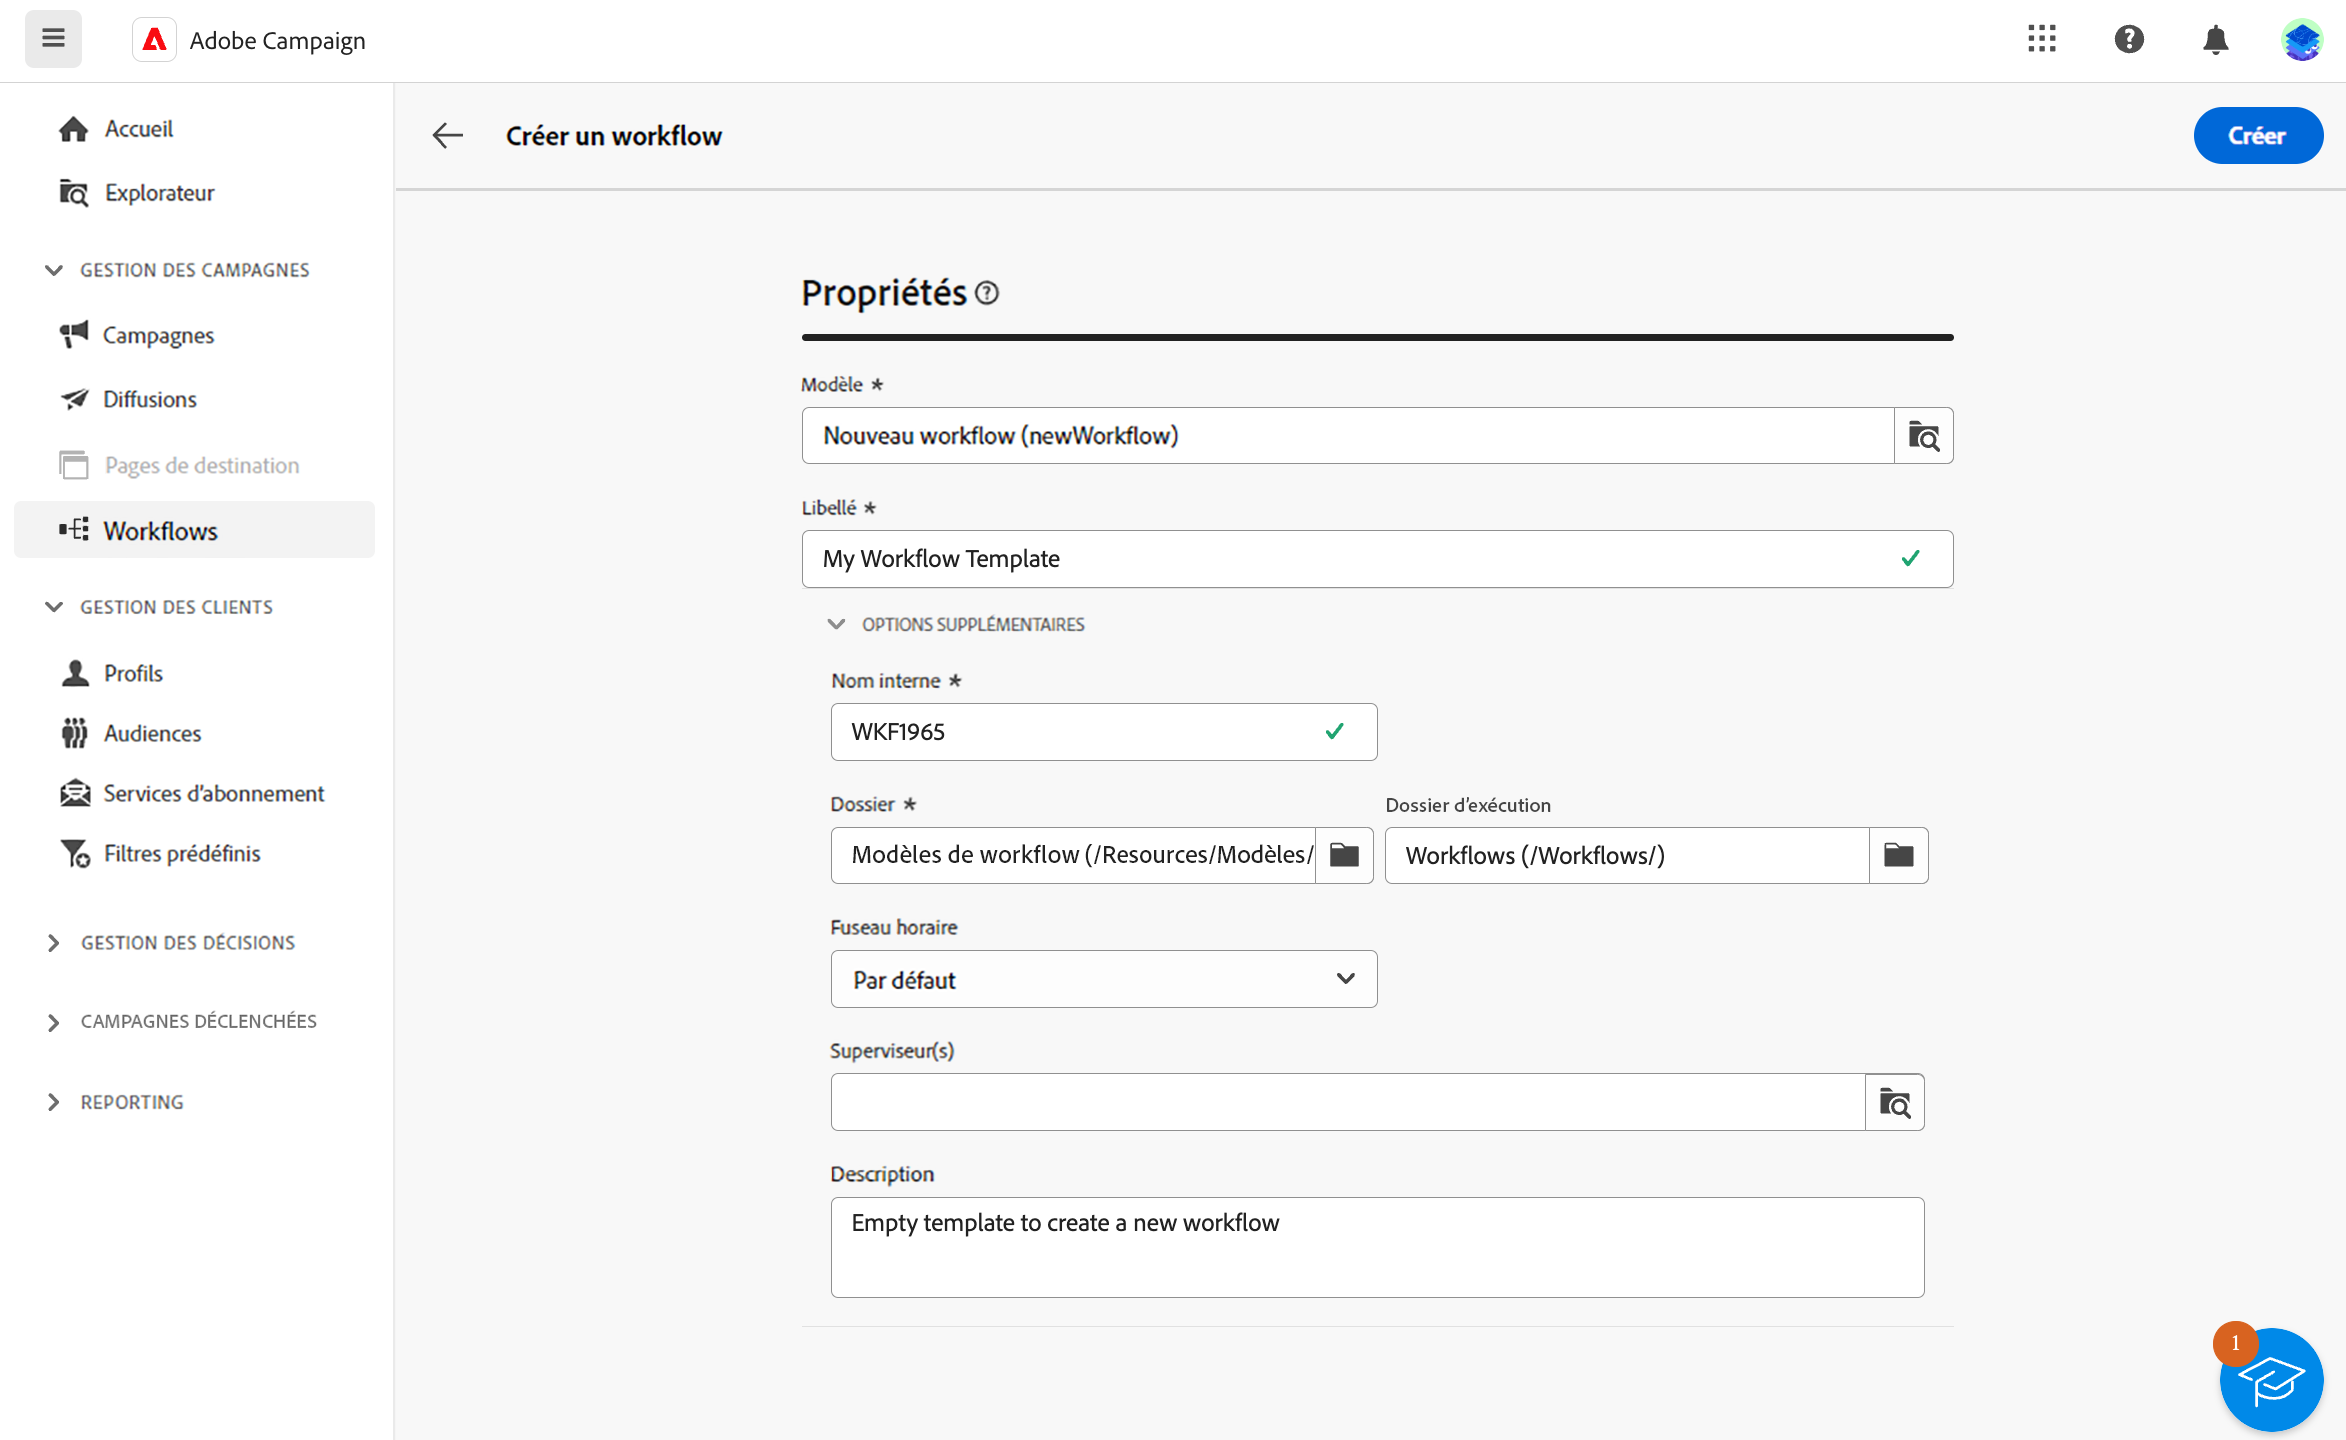 Adobe Campaign
Accueil
Explorateur
GESTION DES CAMPAGNES
Campagnes
Diffusions
Pages de destination
Workflows
GESTION DES CLIENTS
Profils
Audiences
Services d'abonnement
Filtres prédéfinis
GESTION DES DÉCISIONS
CAMPAGNES DÉCLENCHÉES
REPORTING
Créer un workflow
Créer
Propriétés
Modèle *
Nouveau workflow (newWorkflow)
Libellé *
My Workflow Template
OPTIONS SUPPLÉMENTAIRES
Nom interne *
WKF1965
Dossier * Dossier d'exécution
Modèles de workflow (/Resources/Modèles/ Workflows (/Workflows/)
Fuseau horaire
Par défaut
Superviseur(s)
Description
Empty template to create a new workflow
1